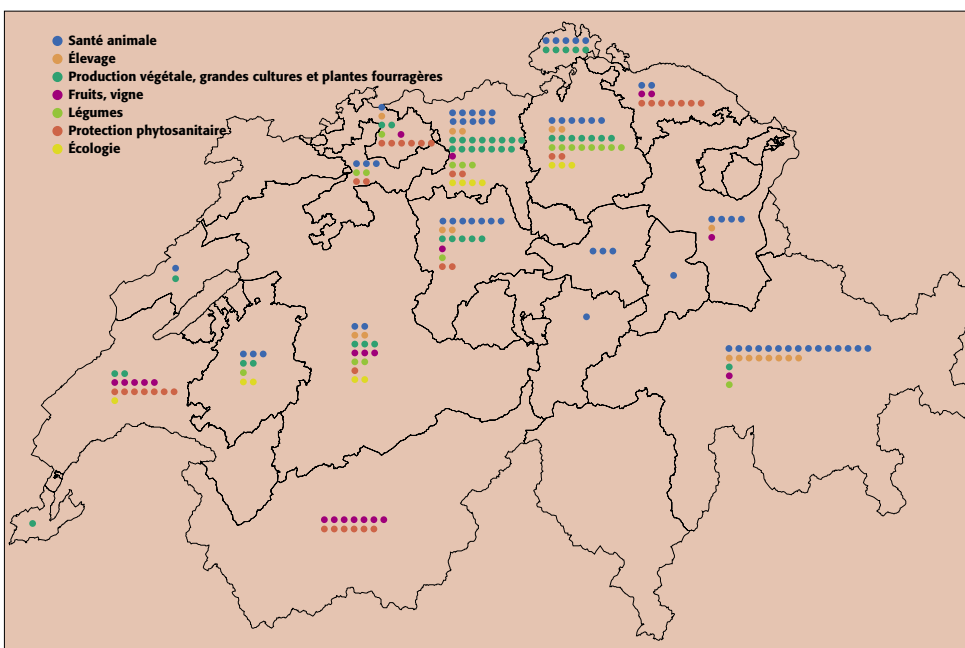 Santé animale
Élevage
Production végétale, grandes cultures et plantes fourragères
Fruits, vigne
Légumes
Protection phytosanitaire
Écologie